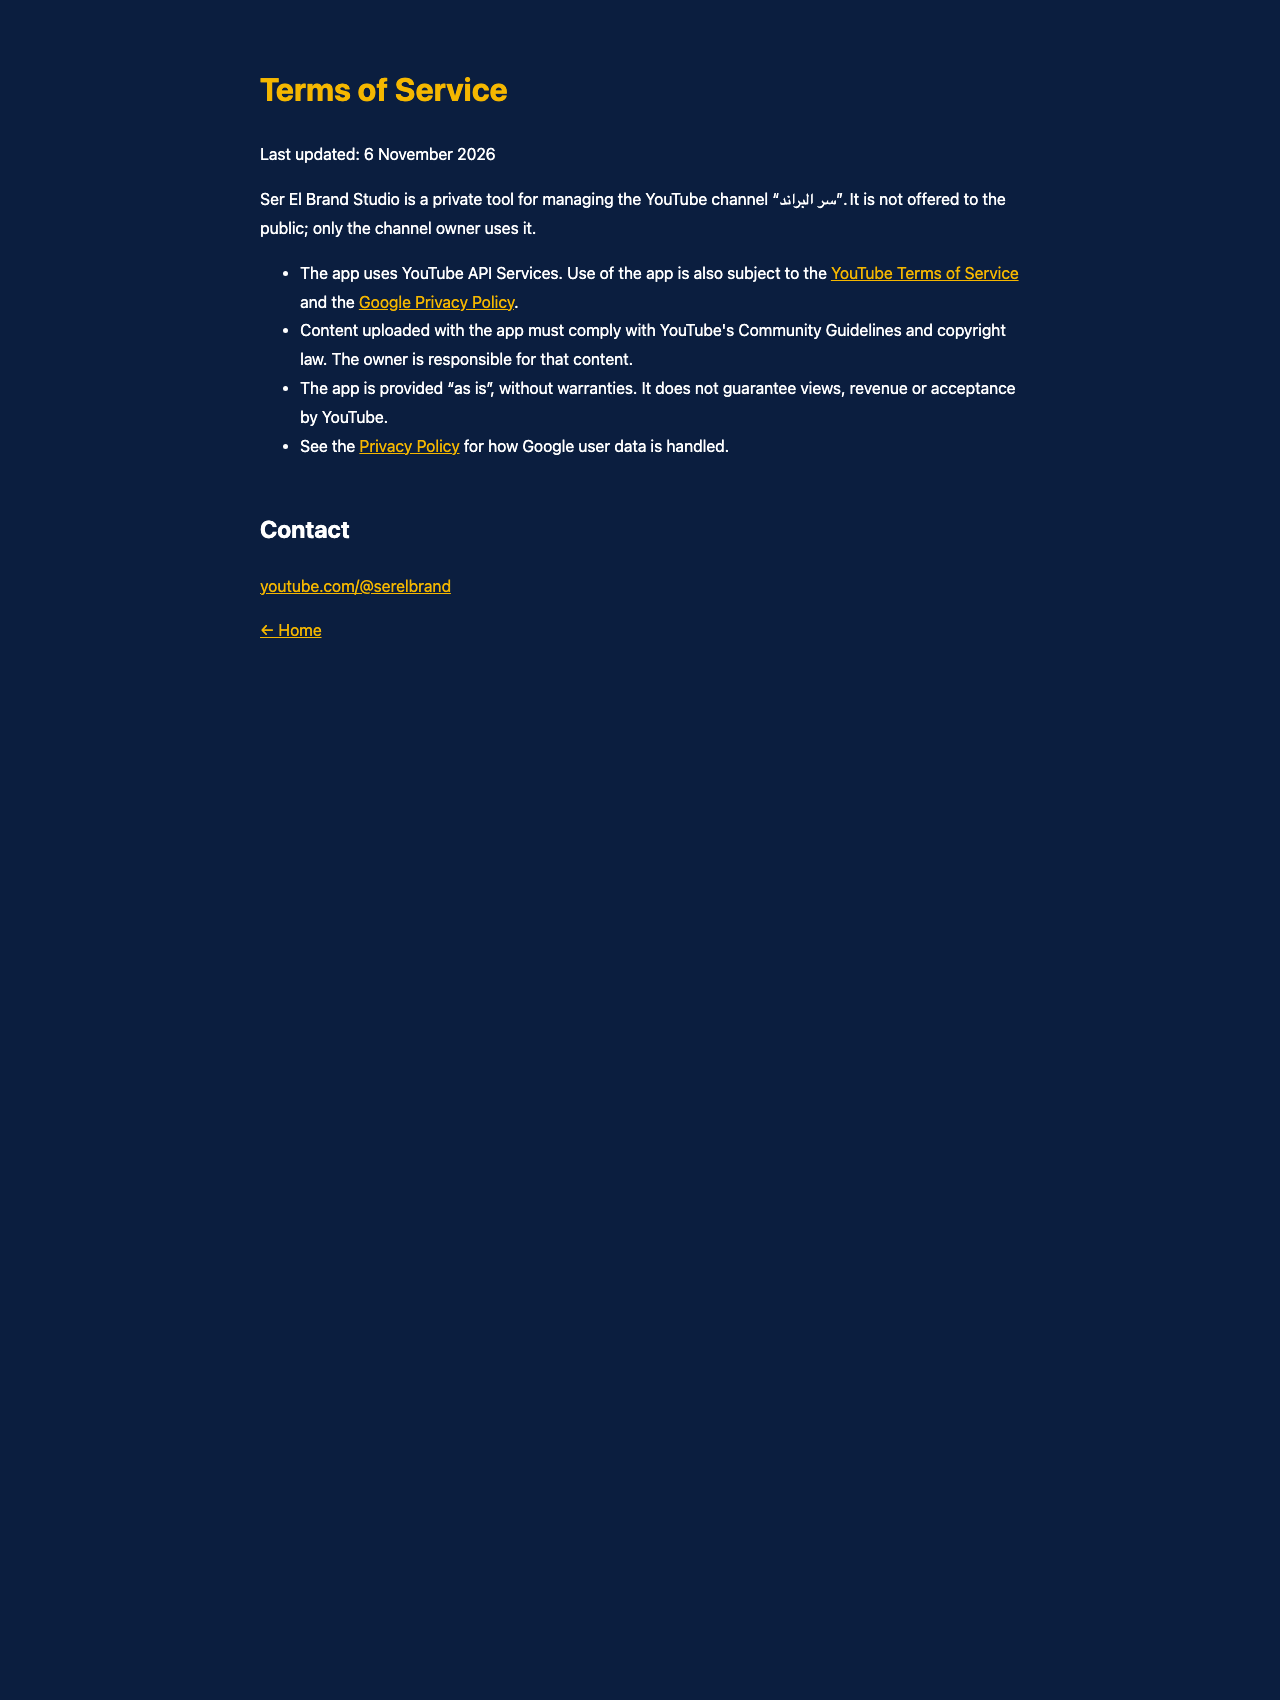 Terms of Service
Last updated: 6 November 2026
Ser El Brand Studio is a private tool for managing the YouTube channel “سر البراند”. It is not offered to the
public; only the channel owner uses it.
• The app uses YouTube API Services. Use of the app is also subject to the YouTube Terms of Service
and the Google Privacy Policy.
• Content uploaded with the app must comply with YouTube's Community Guidelines and copyright
law. The owner is responsible for that content.
• The app is provided “as is”, without warranties. It does not guarantee views, revenue or acceptance
by YouTube.
• See the Privacy Policy for how Google user data is handled.
Contact
youtube.com/@serelbrand
← Home